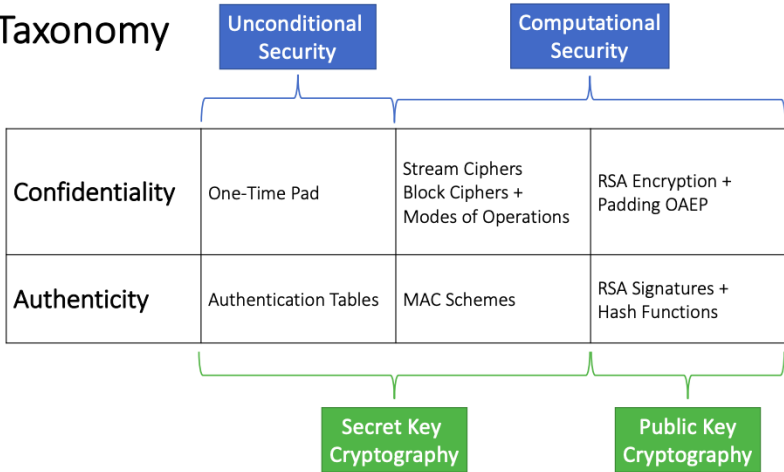 Taxonomy
Unconditional
Security
Computational
Security
Confidentiality
One-Time Pad
Stream Ciphers
Block Ciphers +
Modes of Operations
RSA Encryption +
Padding OAEP
Authenticity
Authentication Tables
MAC Schemes
RSA Signatures +
Hash Functions
Secret Key
Cryptography
Public Key
Cryptography